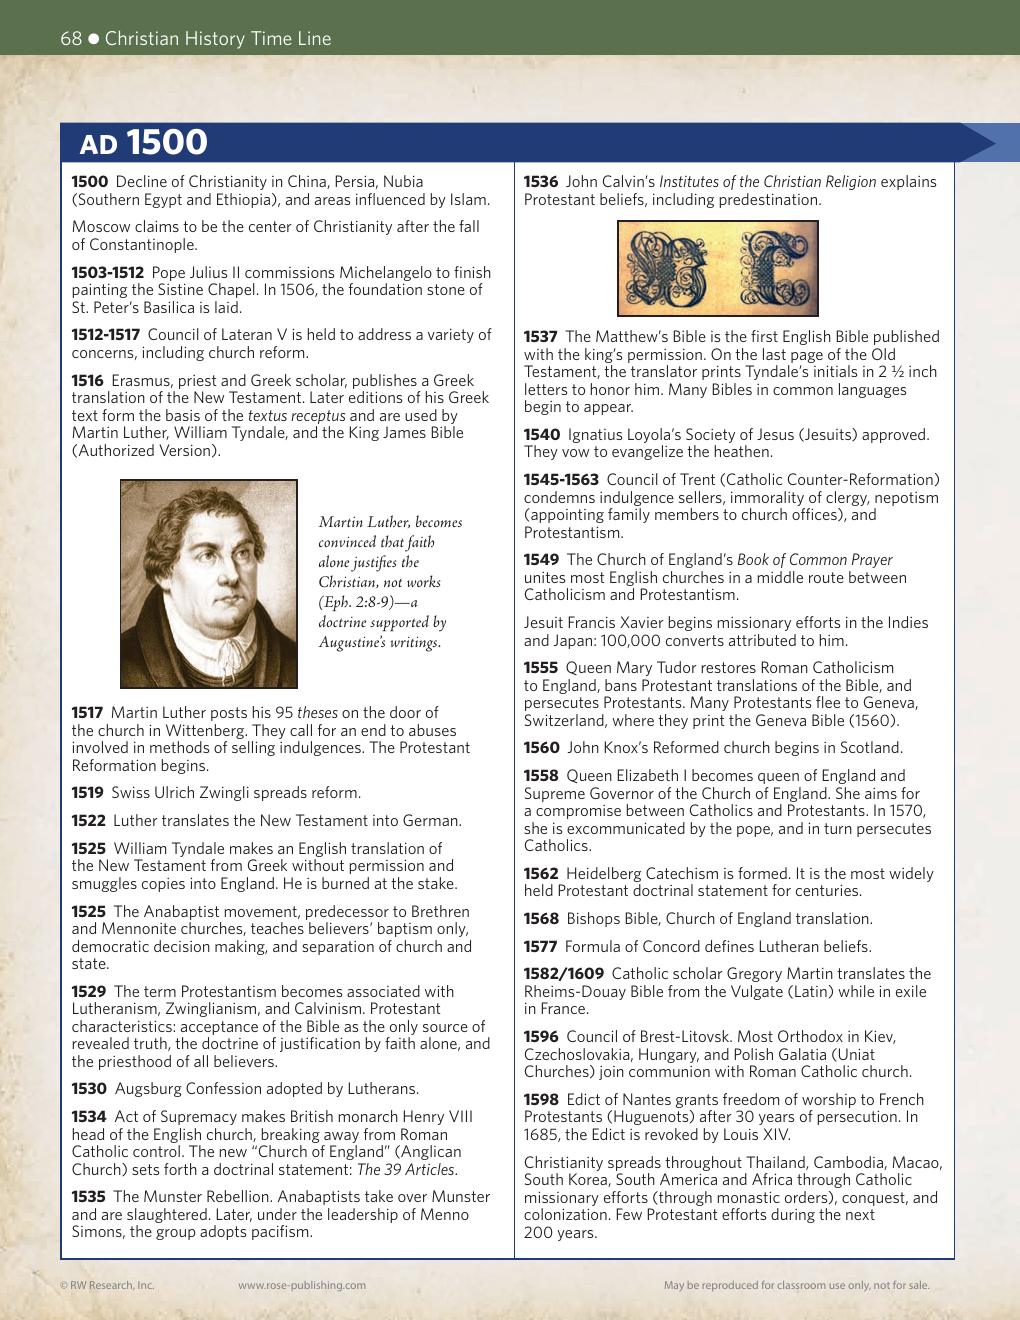 68 ● Christian History Time Line
AD 1500
1500 Decline of Christianity in China, Persia, Nubia
(Southern Egypt and Ethiopia), and areas influenced by Islam.
Moscow claims to be the center of Christianity after the fall
of Constantinople.
1503-1512 Pope Julius II commissions Michelangelo to finish
painting the Sistine Chapel. In 1506, the foundation stone of
St. Peter's Basilica is laid.
1512-1517 Council of Lateran V is held to address a variety of
concerns, including church reform.
1516 Erasmus, priest and Greek scholar, publishes a Greek
translation of the New Testament. Later editions of his Greek
text form the basis of the textus receptus and are used by
Martin Luther, William Tyndale, and the King James Bible
(Authorized Version).
Martin Luther, becomes
convinced that faith
alone justifies the
Christian, not works
(Eph. 2:8-9)—a
doctrine supported by
Augustine's writings.
1517 Martin Luther posts his 95 theses on the door of
the church in Wittenberg. They call for an end to abuses
involved in methods of selling indulgences. The Protestant
Reformation begins.
1519 Swiss Ulrich Zwingli spreads reform.
1522 Luther translates the New Testament into German.
1525 William Tyndale makes an English translation of
the New Testament from Greek without permission and
smuggles copies into England. He is burned at the stake.
1525 The Anabaptist movement, predecessor to Brethren
and Mennonite churches, teaches believers' baptism only,
democratic decision making, and separation of church and
state.
1529 The term Protestantism becomes associated with
Lutheranism, Zwinglianism, and Calvinism. Protestant
characteristics: acceptance of the Bible as the only source of
revealed truth, the doctrine of justification by faith alone, and
the priesthood of all believers.
1530 Augsburg Confession adopted by Lutherans.
1534 Act of Supremacy makes British monarch Henry VIII
head of the English church, breaking away from Roman
Catholic control. The new “Church of England” (Anglican
Church) sets forth a doctrinal statement: The 39 Articles.
1535 The Munster Rebellion. Anabaptists take over Munster
and are slaughtered. Later, under the leadership of Menno
Simons, the group adopts pacifism.
1536 John Calvin's Institutes of the Christian Religion explains
Protestant beliefs, including predestination.
1537 The Matthew's Bible is the first English Bible published
with the king's permission. On the last page of the Old
Testament, the translator prints Tyndale's initials in 2 ½ inch
letters to honor him. Many Bibles in common languages
begin to appear.
1540 Ignatius Loyola's Society of Jesus (Jesuits) approved.
They vow to evangelize the heathen.
1545-1563 Council of Trent (Catholic Counter-Reformation)
condemns indulgence sellers, immorality of clergy, nepotism
(appointing family members to church offices), and
Protestantism.
1549 The Church of England's Book of Common Prayer
unites most English churches in a middle route between
Catholicism and Protestantism.
Jesuit Francis Xavier begins missionary efforts in the Indies
and Japan: 100,000 converts attributed to him.
1555 Queen Mary Tudor restores Roman Catholicism
to England, bans Protestant translations of the Bible, and
persecutes Protestants. Many Protestants flee to Geneva,
Switzerland, where they print the Geneva Bible (1560).
1560 John Knox's Reformed church begins in Scotland.
1558 Queen Elizabeth I becomes queen of England and
Supreme Governor of the Church of England. She aims for
a compromise between Catholics and Protestants. In 1570,
she is excommunicated by the pope, and in turn persecutes
Catholics.
1562 Heidelberg Catechism is formed. It is the most widely
held Protestant doctrinal statement for centuries.
1568 Bishops Bible, Church of England translation.
1577 Formula of Concord defines Lutheran beliefs.
1582/1609 Catholic scholar Gregory Martin translates the
Rheims-Douay Bible from the Vulgate (Latin) while in exile
in France.
1596 Council of Brest-Litovsk. Most Orthodox in Kiev,
Czechoslovakia, Hungary, and Polish Galatia (Uniat
Churches) join communion with Roman Catholic church.
1598 Edict of Nantes grants freedom of worship to French
Protestants (Huguenots) after 30 years of persecution. In
1685, the Edict is revoked by Louis XIV.
Christianity spreads throughout Thailand, Cambodia, Macao,
South Korea, South America and Africa through Catholic
missionary efforts (through monastic orders), conquest, and
colonization. Few Protestant efforts during the next
200 years.
© RW Research, Inc. www.rose-publishing.com May be reproduced for classroom use only, not for sale.